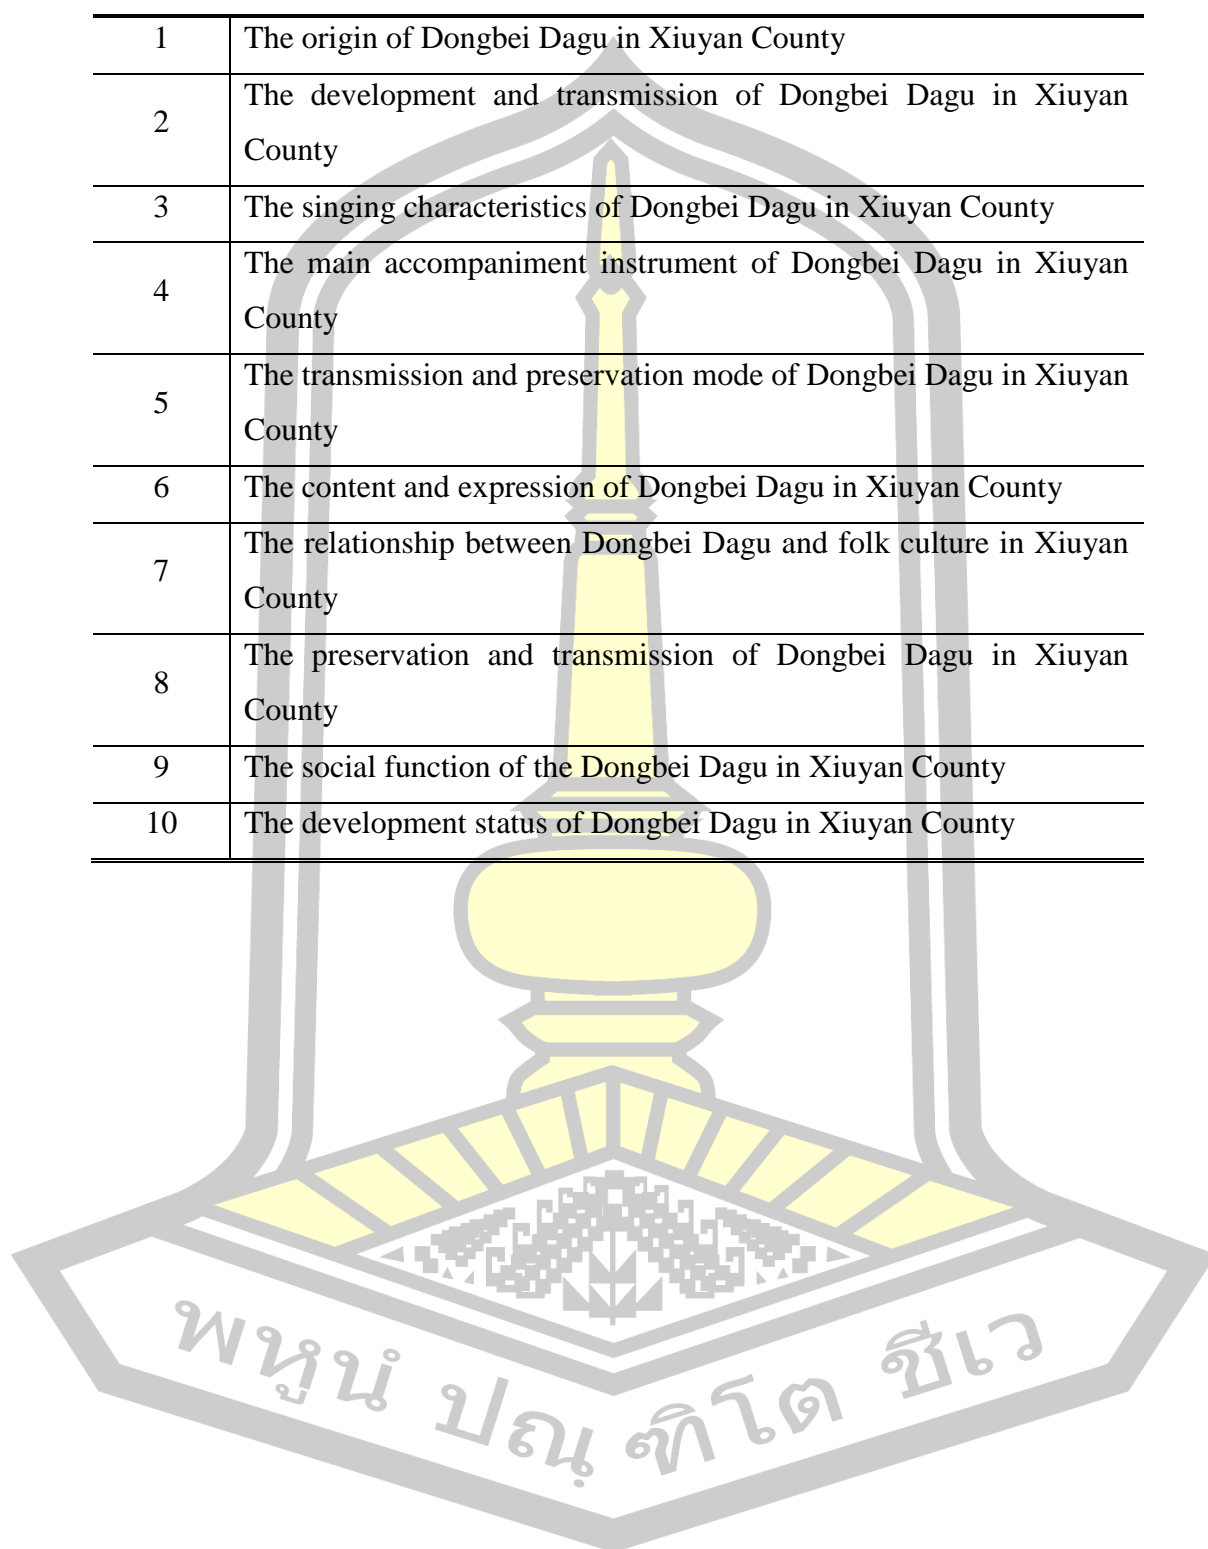 1 The origin of Dongbei Dagu in Xiuyan County
2 The development and transmission of Dongbei Dagu in Xiuyan
County
3 The singing characteristics of Dongbei Dagu in Xiuyan County
4 The main accompaniment instrument of Dongbei Dagu in Xiuyan
County
5 The transmission and preservation mode of Dongbei Dagu in Xiuyan
County
6 The content and expression of Dongbei Dagu in Xiuyan County
7 The relationship between Dongbei Dagu and folk culture in Xiuyan
County
8 The preservation and transmission of Dongbei Dagu in Xiuyan
County
9 The social function of the Dongbei Dagu in Xiuyan County
10 The development status of Dongbei Dagu in Xiuyan County
พหูนํ ปณฺฑิโต ชีเว